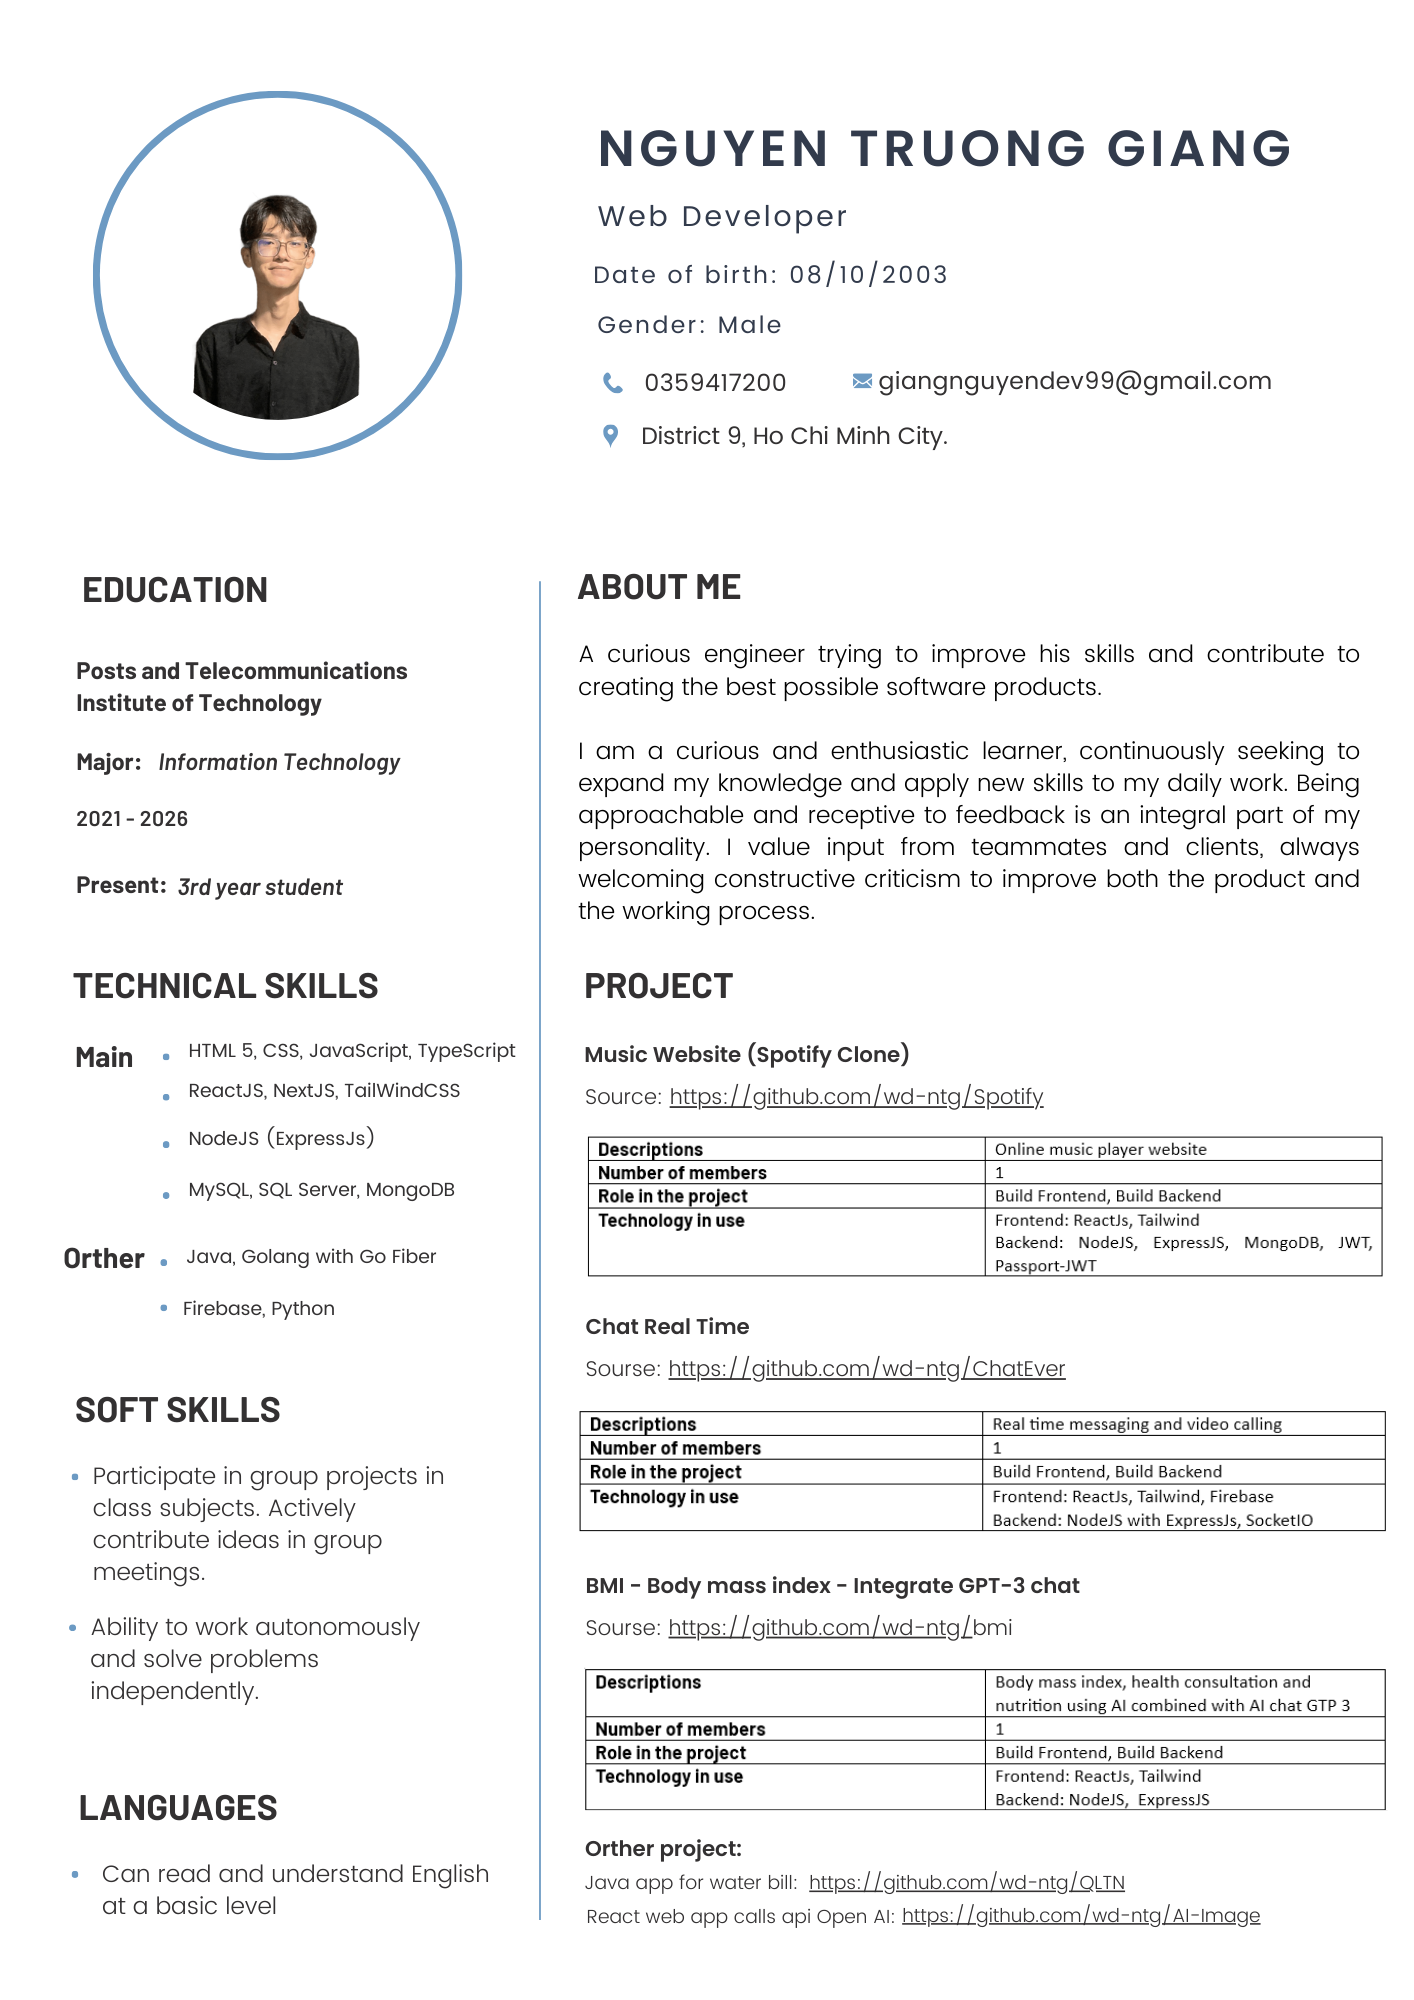 NGUYEN TRUONG GIANG
Web Developer
Date of birth: 08/10/2003
Gender: Male
0359417200
giangnguyendev99@gmail.com
District 9, Ho Chi Minh City.
EDUCATION
Posts and Telecommunications
Institute of Technology
Major: Information Technology
2021 - 2026
Present: 3rd year student
TECHNICAL SKILLS
Main
• HTML 5, CSS, JavaScript, TypeScript
• ReactJS, NextJS, TailWindCSS
• NodeJS (ExpressJs)
• MySQL, SQL Server, MongoDB
Orther
• Java, Golang with Go Fiber
• Firebase, Python
SOFT SKILLS
• Participate in group projects in
class subjects. Actively
contribute ideas in group
meetings.
• Ability to work autonomously
and solve problems
independently.
LANGUAGES
• Can read and understand English
at a basic level
ABOUT ME
A curious engineer trying to improve his skills and contribute to
creating the best possible software products.
I am a curious and enthusiastic learner, continuously seeking to
expand my knowledge and apply new skills to my daily work. Being
approachable and receptive to feedback is an integral part of my
personality. I value input from teammates and clients, always
welcoming constructive criticism to improve both the product and
the working process.
PROJECT
Music Website (Spotify Clone)
Source: https://github.com/wd-ntg/Spotify
Descriptions Online music player website
Number of members 1
Role in the project Build Frontend, Build Backend
Technology in use Frontend: ReactJs, Tailwind
Backend: NodeJS, ExpressJS, MongoDB, JWT,
Passport-JWT
Chat Real Time
Sourse: https://github.com/wd-ntg/ChatEver
Descriptions Real time messaging and video calling
Number of members 1
Role in the project Build Frontend, Build Backend
Technology in use Frontend: ReactJs, Tailwind, Firebase
Backend: NodeJS with ExpressJs, SocketIO
BMI - Body mass index - Integrate GPT-3 chat
Sourse: https://github.com/wd-ntg/bmi
Descriptions Body mass index, health consultation and
nutrition using AI combined with AI chat GTP 3
Number of members 1
Role in the project Build Frontend, Build Backend
Technology in use Frontend: ReactJs, Tailwind
Backend: NodeJS, ExpressJS
Orther project:
Java app for water bill: https://github.com/wd-ntg/QLTN
React web app calls api Open AI: https://github.com/wd-ntg/AI-Image